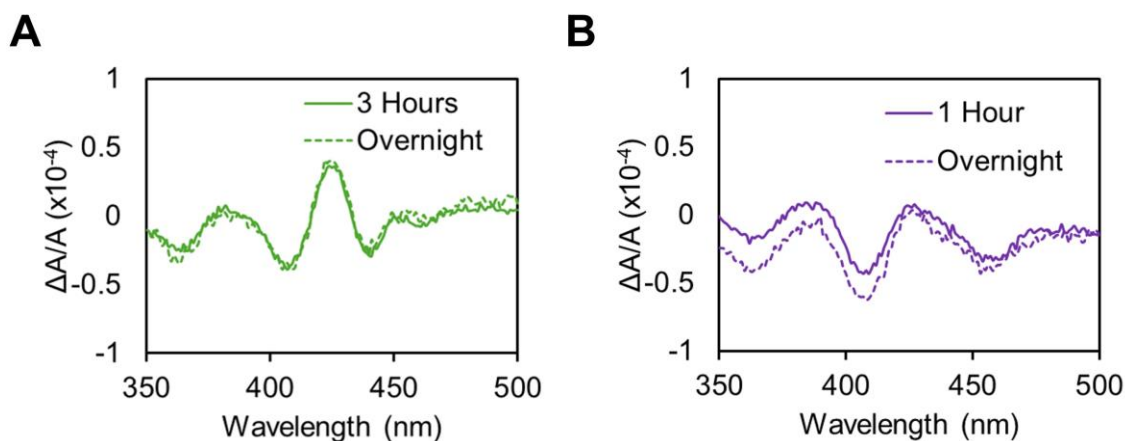 A
1
0.5
0
-0.5
-1
ΔA/A (x10-4)
3 Hours
Overnight
350
400
450
500
Wavelength (nm)
B
1
0.5
0
-0.5
-1
ΔA/A (x10-4)
1 Hour
Overnight
350
400
450
500
Wavelength (nm)